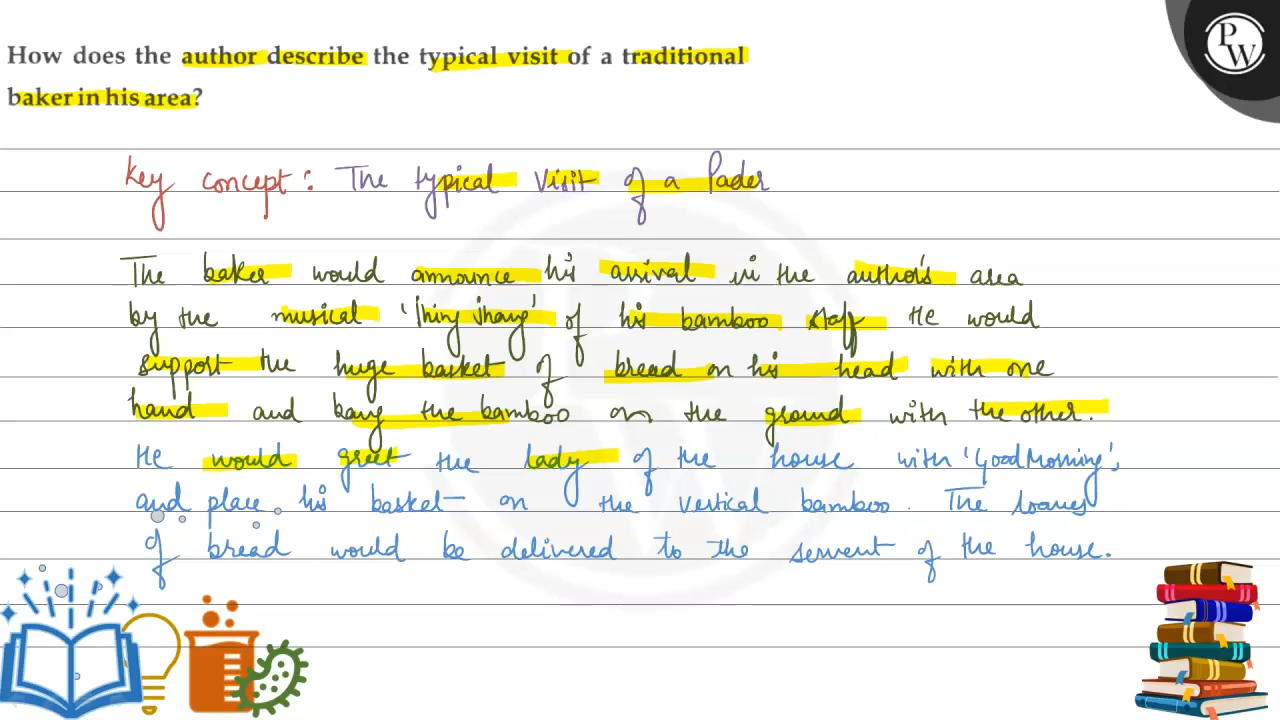 How does the author describe the typical visit of a traditional
baker in his area?
PW
Key concept: The typical visit of a Pader
The baker would announce his arrival in the author's area
by the musical 'Jhing Jhang' of his bamboo staff He would
support the huge basket of bread on his head with one
hand and bang the bamboo on the ground with the other.
He would greet the lady of the house with 'Good Morning',
and place his basket on the vertical bamboo. The loaves
of bread would be delivered to the servent of the house.